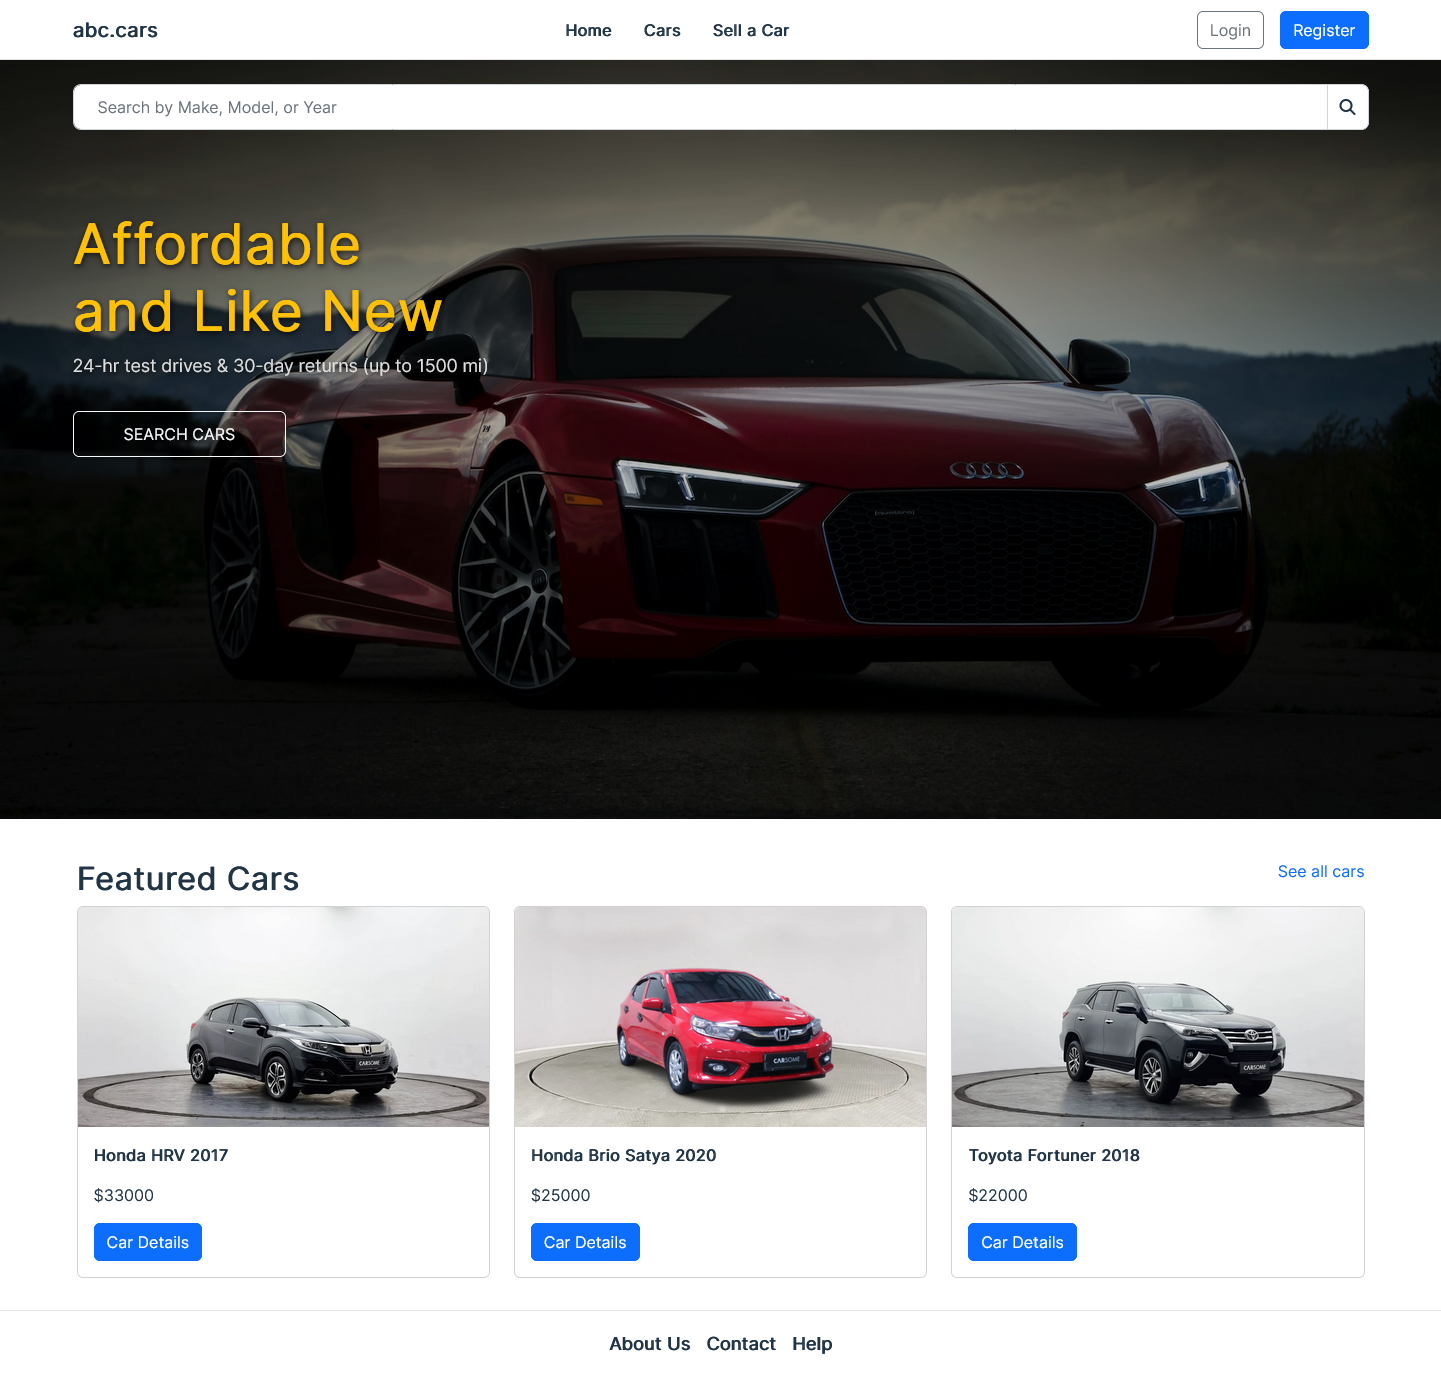 abc.cars
Home Cars Sell a Car
Login Register
Search by Make, Model, or Year
Affordable
and Like New
24-hr test drives & 30-day returns (up to 1500 mi)
SEARCH CARS
Featured Cars
See all cars
CARSOME
CARSOME
CARSOME
Honda HRV 2017
$33000
Car Details
Honda Brio Satya 2020
$25000
Car Details
Toyota Fortuner 2018
$22000
Car Details
About Us Contact Help